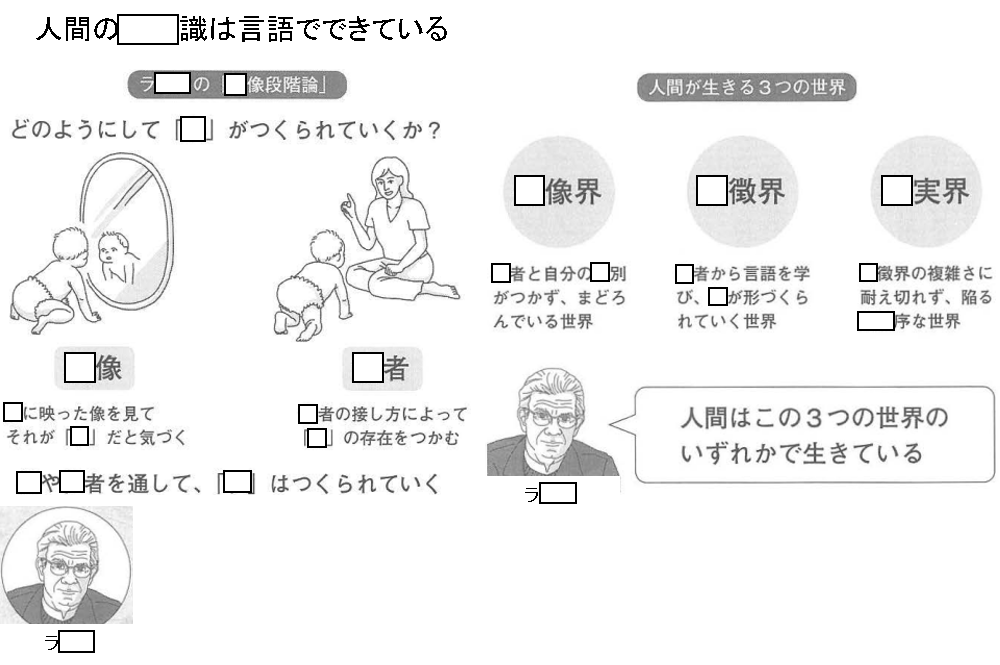 人間の識は言語でできている
ラの「像段階論」
どのようにして「」がつくられていくか？
像
者
に映った像を見て
それが「」だと気づく
者の接し方によって
「」の存在をつかむ
や者を通して、「」はつくられていく
ラ
人間が生きる３つの世界
像界
徴界
実界
者と自分の別
がつかず、まどろ
んでいる世界
者から言語を学
び、が形づくら
れていく世界
徴界の複雑さに
耐え切れず、陥る
序な世界
人間はこの３つの世界の
いずれかで生きている
ラ